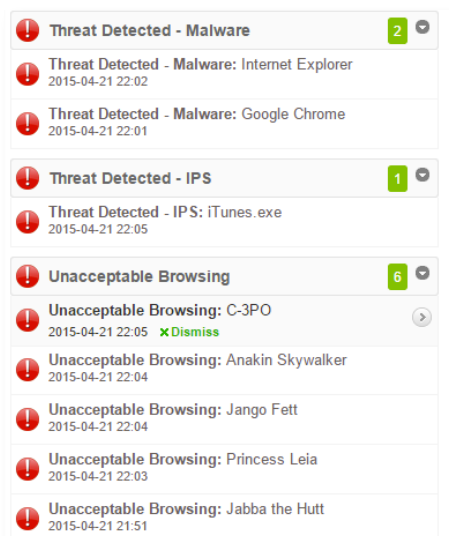 Threat Detected - Malware 2
Threat Detected - Malware: Internet Explorer
2015-04-21 22:02
Threat Detected - Malware: Google Chrome
2015-04-21 22:01
Threat Detected - IPS 1
Threat Detected - IPS: iTunes.exe
2015-04-21 22:05
Unacceptable Browsing 6
Unacceptable Browsing: C-3PO
2015-04-21 22:05 Dismiss
Unacceptable Browsing: Anakin Skywalker
2015-04-21 22:04
Unacceptable Browsing: Jango Fett
2015-04-21 22:04
Unacceptable Browsing: Princess Leia
2015-04-21 22:03
Unacceptable Browsing: Jabba the Hutt
2015-04-21 21:51